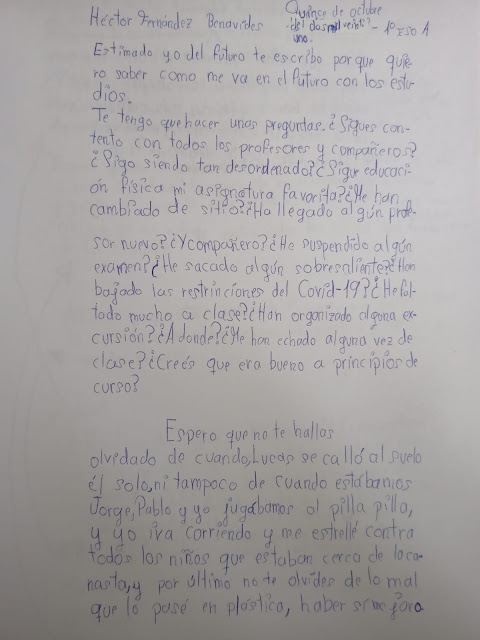 Héctor Fernández Benavides
Quince de octubre
del dosmil veinti-
uno.
- 1º ESO A
Estimado yo del futuro te escribo porque quie-
ro saber como me va en el futuro con los estu-
dios.
Te tengo que hacer unas preguntas. ¿Sigues con-
tento con todos los profesores y compañeros?
¿Sigo siendo tan desordenado? ¿Sigue educaci-
ón física mi asignatura favorita? ¿Me han
cambiado de sitio? ¿Ha llegado algún profe-
sor nuevo? ¿Y compañero? ¿He suspendido algún
examen? ¿He sacado algún sobresaliente? ¿Han
bajado las restrinciones del Covid-19? ¿He fal-
tado mucho a clase? ¿Han organizado alguna ex-
cursión? ¿A donde? ¿Me han echado alguna vez de
clase? ¿Creés que era bueno a principios de
curso?
Espero que no te hallas
olvedado de cuando, Lucas se calló al suelo
él solo, ni tampoco de cuando estábamos
Jorge, Pablo y yo jugábamos al pilla pilla,
y yo iva corriendo y me estrellé contra
todos los niños que estaban cerca de la ca-
nasta, y por último no te olvides de lo mal
que lo pasé en plástica, haber si mejora